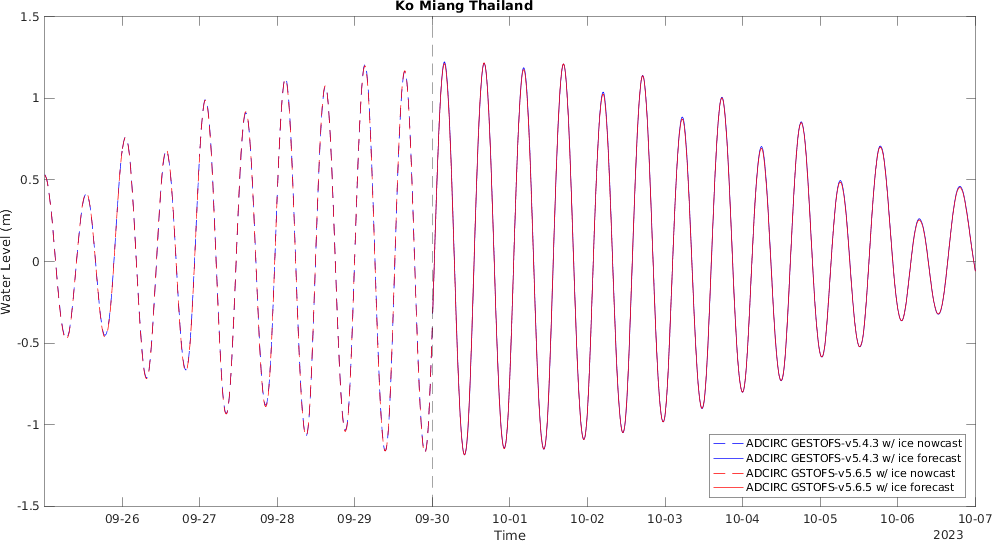 Ko Miang Thailand
1.5
1
0.5
0
-0.5
-1
-1.5
Water Level (m)
09-26 09-27 09-28 09-29 09-30 10-01 10-02 10-03 10-04 10-05 10-06 10-07
Time
2023
ADCIRC GESTOFS-v5.4.3 w/ ice nowcast
ADCIRC GESTOFS-v5.4.3 w/ ice forecast
ADCIRC GSTOFS-v5.6.5 w/ ice nowcast
ADCIRC GSTOFS-v5.6.5 w/ ice forecast